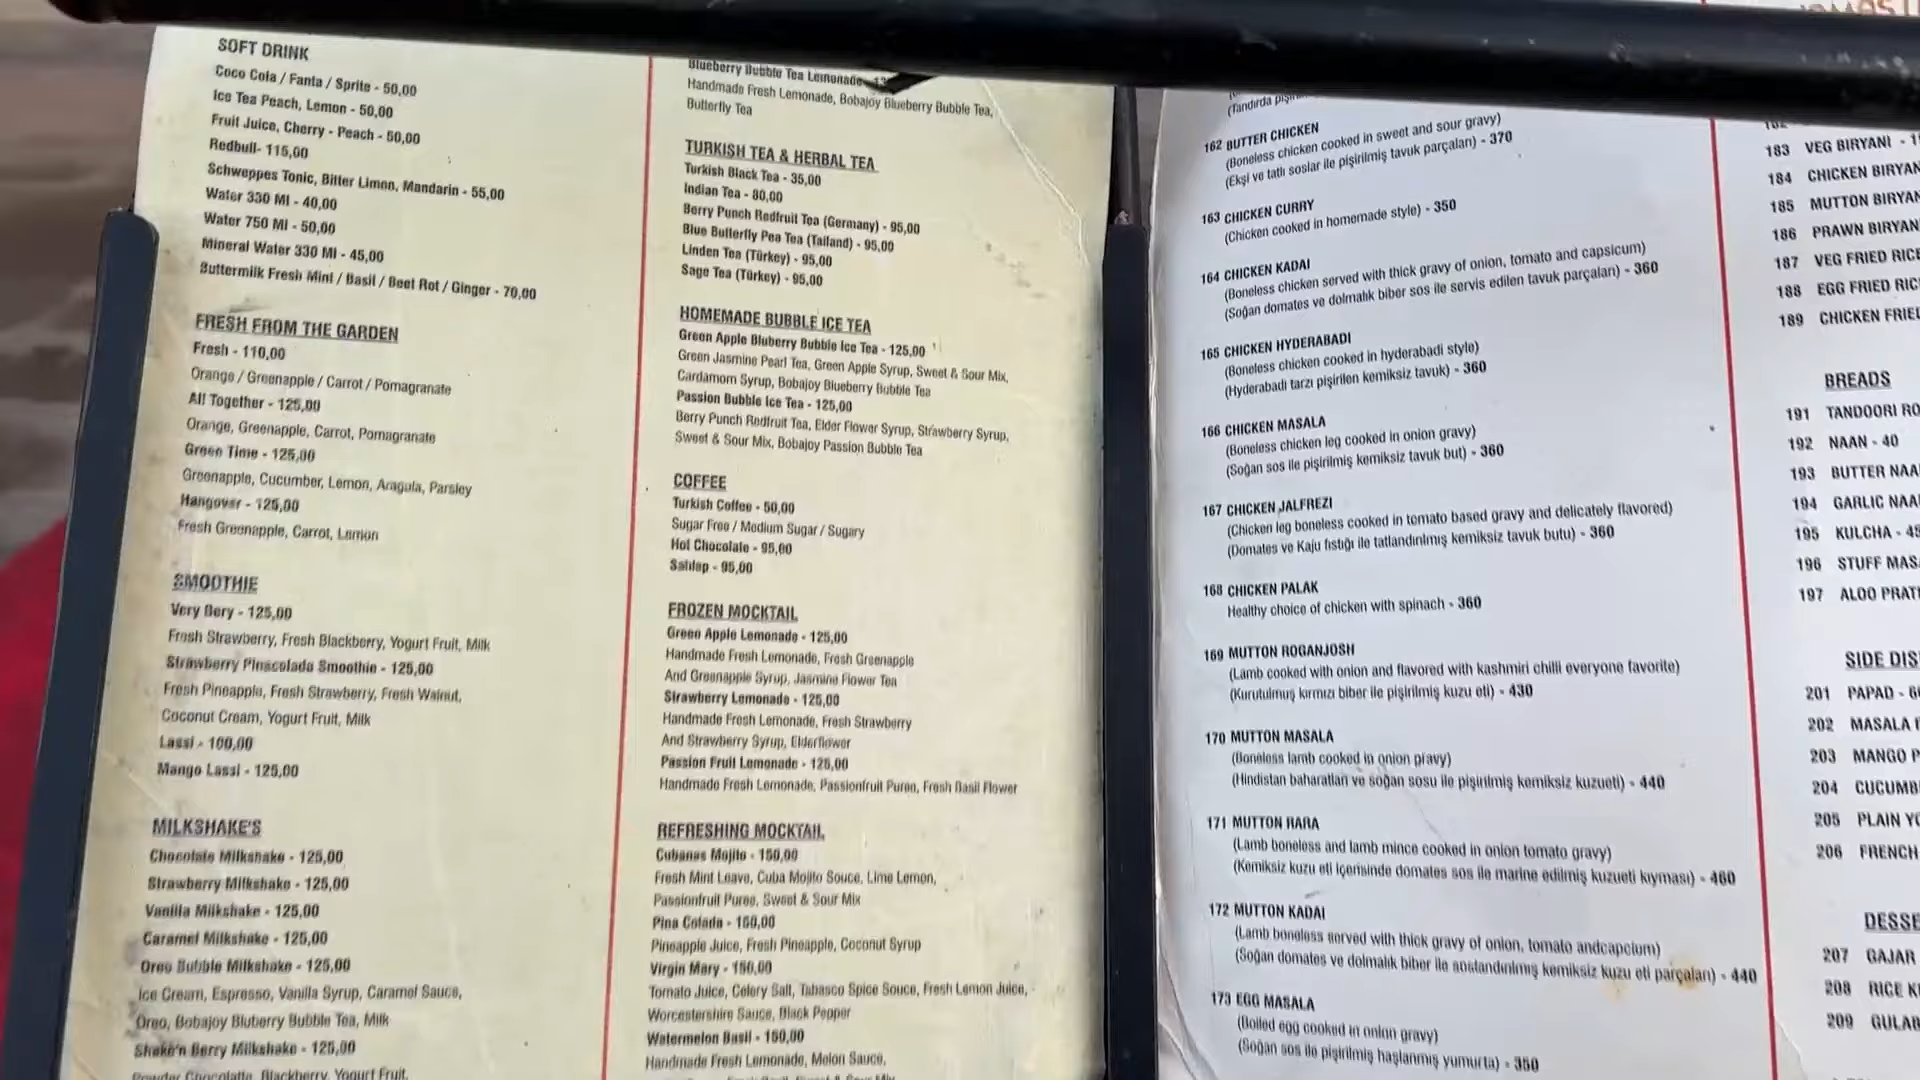 SOFT DRINK
Coco Cola / Fanta / Sprite - 50,00
Ice Tea Peach, Lemon - 50,00
Fruit Juice, Cherry - Peach - 50,00
Redbull- 115,00
Schweppes Tonic, Bitter Limon, Mandarin - 55,00
Water 330 Ml - 40,00
Water 750 Ml - 50,00
Mineral Water 330 Ml - 45,00
Buttermilk Fresh Mint / Basil / Beet Rot / Ginger - 70,00
FRESH FROM THE GARDEN
Fresh - 110,00
Orange / Greenapple / Carrot / Pomagranate
All Together - 125,00
Orange, Greenapple, Carrot, Pomagranate
Green Time - 125,00
Greenapple, Cucumber, Lemon, Aragula, Parsley
Hangover - 125,00
Fresh Greenapple, Carrot, Lemon
SMOOTHIE
Very Bery - 125,00
Fresh Strawberry, Fresh Blackberry, Yogurt Fruit, Milk
Strawberry Pinacolada Smoothie - 125,00
Fresh Pineapple, Fresh Strawberry, Fresh Walnut,
Coconut Cream, Yogurt Fruit, Milk
Lassi - 100,00
Mango Lassi - 125,00
MILKSHAKE'S
Chocolate Milkshake - 125,00
Strawberry Milkshake - 125,00
Vanilla Milkshake - 125,00
Caramel Milkshake - 125,00
Oreo Bubble Milkshake - 125,00
Ice Cream, Espresso, Vanilla Syrup, Caramel Sauce,
Oreo, Bobajoy Bluberry Bubble Tea, Milk
Shake'n Berry Milkshake - 125,00
Powder Chocolatte, Blackberry, Yogurt Fruit,
Blueberry Bubble Tea Lemonade
Handmade Fresh Lemonade, Bobajoy Blueberry Bubble Tea,
Butterfly Tea
TURKISH TEA & HERBAL TEA
Turkish Black Tea - 35,00
Indian Tea - 80,00
Berry Punch Redfruit Tea (Germany) - 95,00
Blue Butterfly Pea Tea (Tailand) - 95,00
Linden Tea (Türkey) - 95,00
Sage Tea (Türkey) - 95,00
HOMEMADE BUBBLE ICE TEA
Green Apple Bluberry Bubble Ice Tea - 125,00
Green Jasmine Pearl Tea, Green Apple Syrup, Sweet & Sour Mix,
Cardamom Syrup, Bobajoy Blueberry Bubble Tea
Passion Bubble Ice Tea - 125,00
Berry Punch Redfruit Tea, Elder Flower Syrup, Strawberry Syrup,
Sweet & Sour Mix, Bobajoy Passion Bubble Tea
COFFEE
Turkish Coffee - 50,00
Sugar Free / Medium Sugar / Sugary
Hot Chocolate - 95,00
Sahlep - 95,00
FROZEN MOCKTAIL
Green Apple Lemonade - 125,00
Handmade Fresh Lemonade, Fresh Greenapple
And Greenapple Syrup, Jasmine Flower Tea
Strawberry Lemonade - 125,00
Handmade Fresh Lemonade, Fresh Strawberry
And Strawberry Syrup, Elderflower
Passion Fruit Lemonade - 125,00
Handmade Fresh Lemonade, Passionfruit Puree, Fresh Basil Flower
REFRESHING MOCKTAIL
Cubanas Mojito - 150,00
Fresh Mint Leave, Cuba Mojito Souce, Lime Lemon,
Passionfruit Puree, Sweet & Sour Mix
Pina Colada - 150,00
Pineapple Juice, Fresh Pineapple, Coconut Syrup
Virgin Mary - 150,00
Tomato Juice, Celery Salt, Tabasco Spice Souce, Fresh Lemon Juice,
Worcestershire Sauce, Black Pepper
Watermelon Basil - 150,00
Handmade Fresh Lemonade, Melon Sauce,
162 BUTTER CHICKEN
(Boneless chicken cooked in sweet and sour gravy)
(Ekşi ve tatlı soslar ile pişirilmiş tavuk parçaları) - 370
163 CHICKEN CURRY
(Chicken cooked in homemade style) - 350
164 CHICKEN KADAI
(Boneless chicken served with thick gravy of onion, tomato and capsicum)
(Soğan domates ve dolmalık biber sos ile servis edilen tavuk parçaları) - 360
165 CHICKEN HYDERABADI
(Boneless chicken cooked in hyderabadi style)
(Hyderabadi tarzı pişirilen kemiksiz tavuk) - 360
166 CHICKEN MASALA
(Boneless chicken leg cooked in onion gravy)
(Soğan sos ile pişirilmiş kemiksiz tavuk but) - 360
167 CHICKEN JALFREZI
(Chicken leg boneless cooked in tomato based gravy and delicately flavored)
(Domates ve Kaju fıstığı ile tatlandırılmış kemiksiz tavuk butu) - 360
168 CHICKEN PALAK
Healthy choice of chicken with spinach - 360
169 MUTTON ROGANJOSH
(Lamb cooked with onion and flavored with kashmiri chilli everyone favorite)
(Kurutulmuş kırmızı biber ile pişirilmiş kuzu eti) - 430
170 MUTTON MASALA
(Boneless lamb cooked in onion pravy)
(Hindistan baharatları ve soğan sosu ile pişirilmiş kemiksiz kuzueti) - 440
171 MUTTON RARA
(Lamb boneless and lamb mince cooked in onion tomato gravy)
(Kemiksiz kuzu eti içerisinde domates sos ile marine edilmiş kuzueti kıyması) - 460
172 MUTTON KADAI
(Lamb boneless served with thick gravy of onion, tomato andcapcium)
(Soğan domates ve dolmalık biber ile soslandırılmış kemiksiz kuzu eti parçaları) - 440
173 EGG MASALA
(Boiled egg cooked in onion gravy)
(Soğan sos ile pişirilmiş haşlanmış yumurta) - 350
183 VEG BIRYANI -
184 CHICKEN BIRYAN
185 MUTTON BIRYAN
186 PRAWN BIRYAN
187 VEG FRIED RICE
188 EGG FRIED RIC
189 CHICKEN FRIE
BREADS
191 TANDOORI RO
192 NAAN - 40
193 BUTTER NAA
194 GARLIC NAA
195 KULCHA - 45
196 STUFF MAS
197 ALOO PRAT
SIDE DIS
201 PAPAD - 6
202 MASALA
203 MANGO P
204 CUCUMB
205 PLAIN Y
206 FRENCH
DESSE
207 GAJAR
208 RICE K
209 GULAB